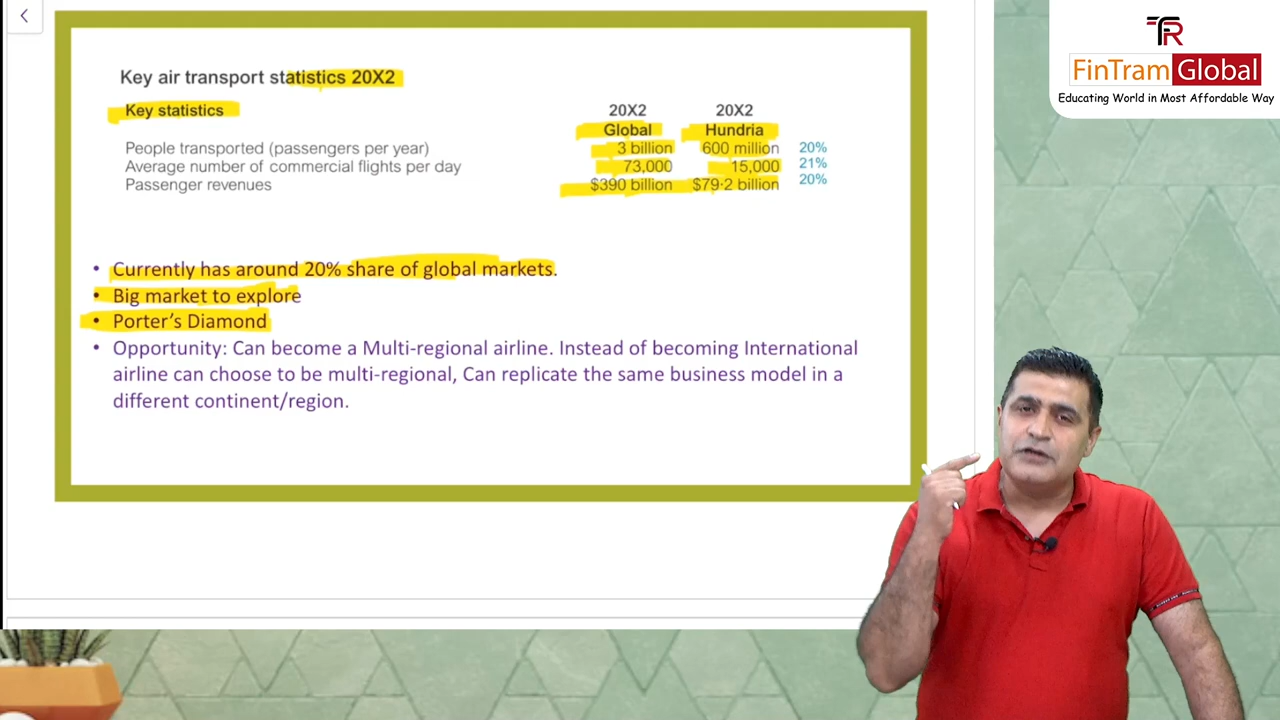 Key air transport statistics 20X2
Key statistics 20X2 20X2
Global Hundria
People transported (passengers per year) 3 billion 600 million 20%
Average number of commercial flights per day 73,000 15,000 21%
Passenger revenues $390 billion $79·2 billion 20%
• Currently has around 20% share of global markets.
• Big market to explore
• Porter's Diamond
• Opportunity: Can become a Multi-regional airline. Instead of becoming International
airline can choose to be multi-regional, Can replicate the same business model in a
different continent/region.
FinTram Global
Educating World in Most Affordable Way